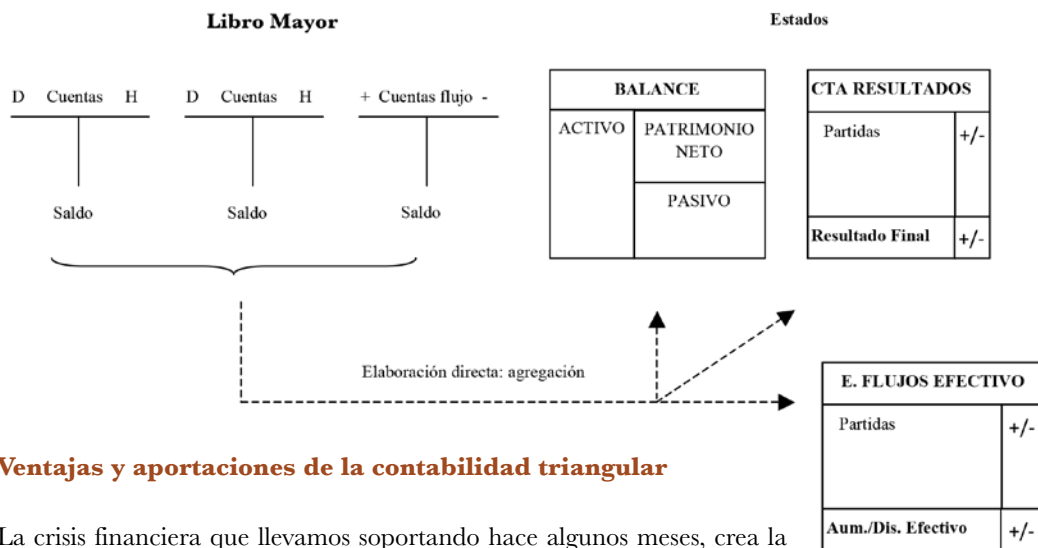 Libro Mayor
Estados
D Cuentas H
D Cuentas H
+ Cuentas flujo -
Saldo
Saldo
Saldo
BALANCE
ACTIVO
PATRIMONIO
NETO
PASIVO
CTA RESULTADOS
Partidas
+/-
Resultado Final
+/-
Elaboración directa: agregación
E. FLUJOS EFECTIVO
Partidas
+/-
Aum./Dis. Efectivo
+/-
Ventajas y aportaciones de la contabilidad triangular
La crisis financiera que llevamos soportando hace algunos meses, crea la